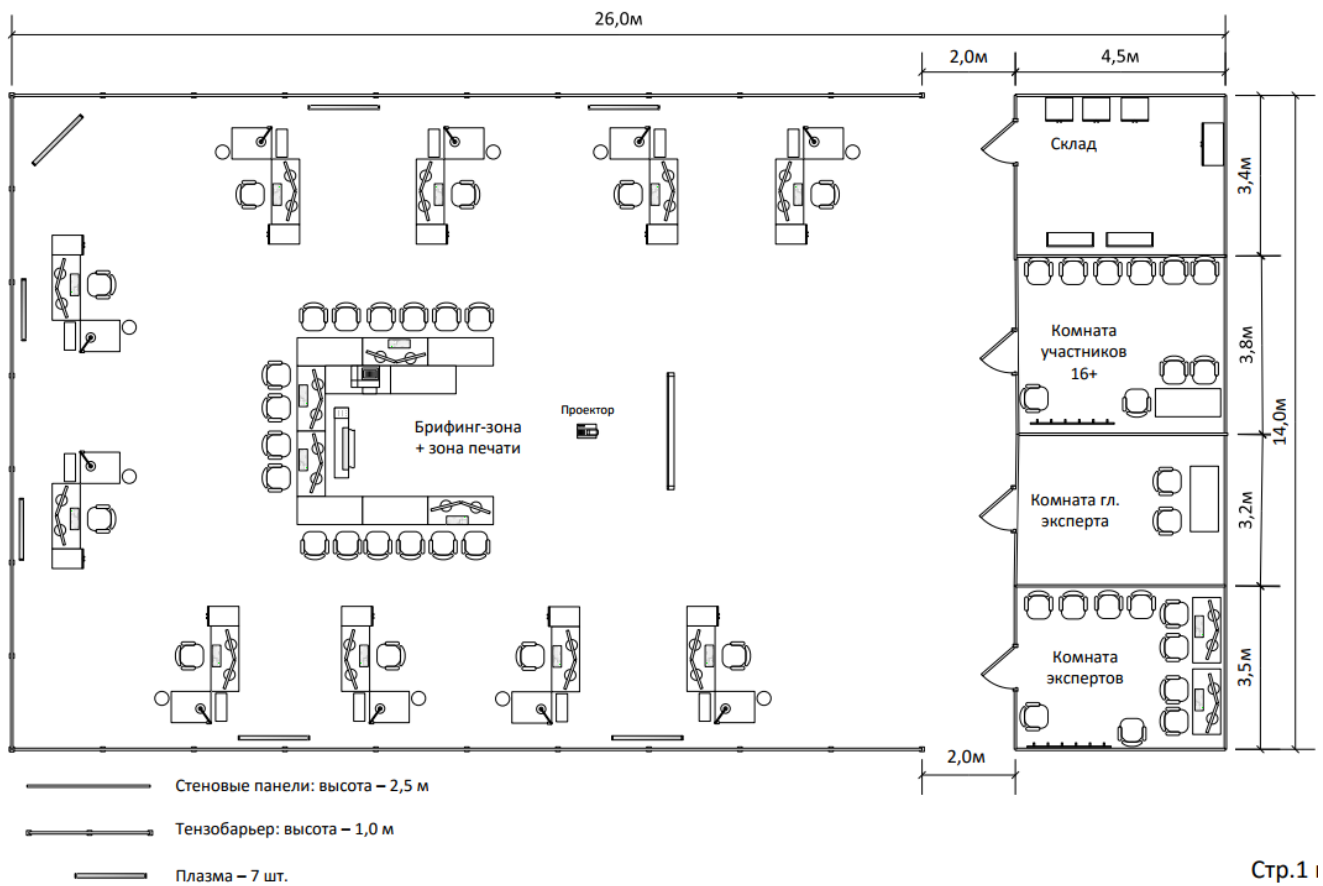 26,0м
2,0м
4,5м
Склад
3,4м
Комната
участников
16+
3,8м
14,0м
Проектор
Брифинг-зона
+ зона печати
Комната гл.
эксперта
3,2м
Комната
экспертов
3,5м
2,0м
Стеновые панели: высота – 2,5 м
Тензобарьер: высота – 1,0 м
Плазма – 7 шт.
Стр.1